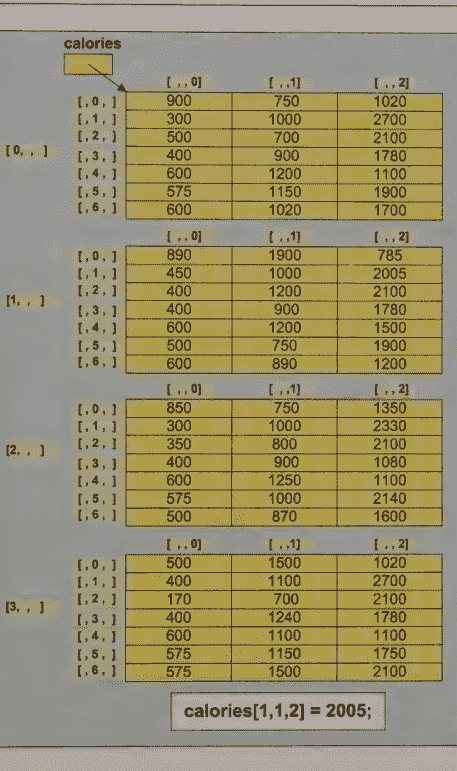 calories
[ , ,0] [ , ,1] [ , ,2]
[ , 0 , ] 900 750 1020
[ , 1 , ] 300 1000 2700
[ , 2 , ] 500 700 2100
[ 0, , ] [ , 3 , ] 400 900 1780
[ , 4 , ] 600 1200 1100
[ , 5 , ] 575 1150 1900
[ , 6 , ] 600 1020 1700
[ , ,0] [ , ,1] [ , ,2]
[ , 0 , ] 890 1900 785
[ , 1 , ] 450 1000 2005
[1, , ] [ , 2 , ] 400 1200 2100
[ , 3 , ] 400 900 1780
[ , 4 , ] 600 1200 1500
[ , 5 , ] 500 750 1900
[ , 6 , ] 600 890 1200
[ , ,0] [ , ,1] [ , ,2]
[ , 0 , ] 850 750 1350
[ , 1 , ] 300 1000 2330
[2, , ] [ , 2 , ] 350 800 2100
[ , 3 , ] 400 900 1080
[ , 4 , ] 600 1250 1100
[ , 5 , ] 575 1000 2140
[ , 6 , ] 500 870 1600
[ , ,0] [ , ,1] [ , ,2]
[ , 0 , ] 500 1500 1020
[ , 1 , ] 400 1100 2700
[3, , ] [ , 2 , ] 170 700 2100
[ , 3 , ] 400 1240 1780
[ , 4 , ] 600 1100 1100
[ , 5 , ] 575 1150 1750
[ , 6 , ] 575 1500 2100
calories[1,1,2] = 2005;